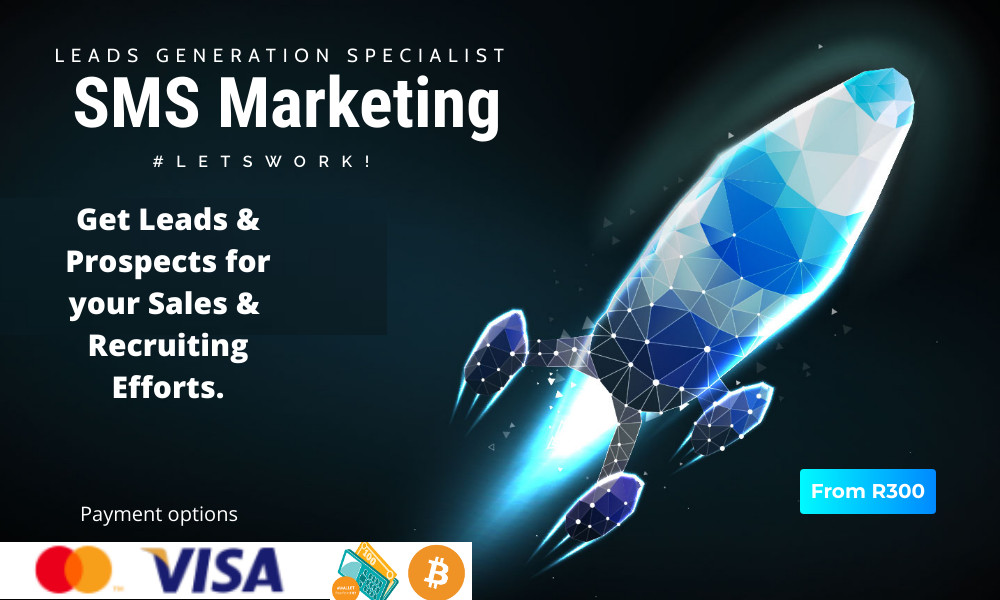 LEADS GENERATION SPECIALIST
SMS Marketing
#LETSWORK!
Get Leads &
Prospects for
your Sales &
Recruiting
Efforts.
From R300
Payment options
VISA
100